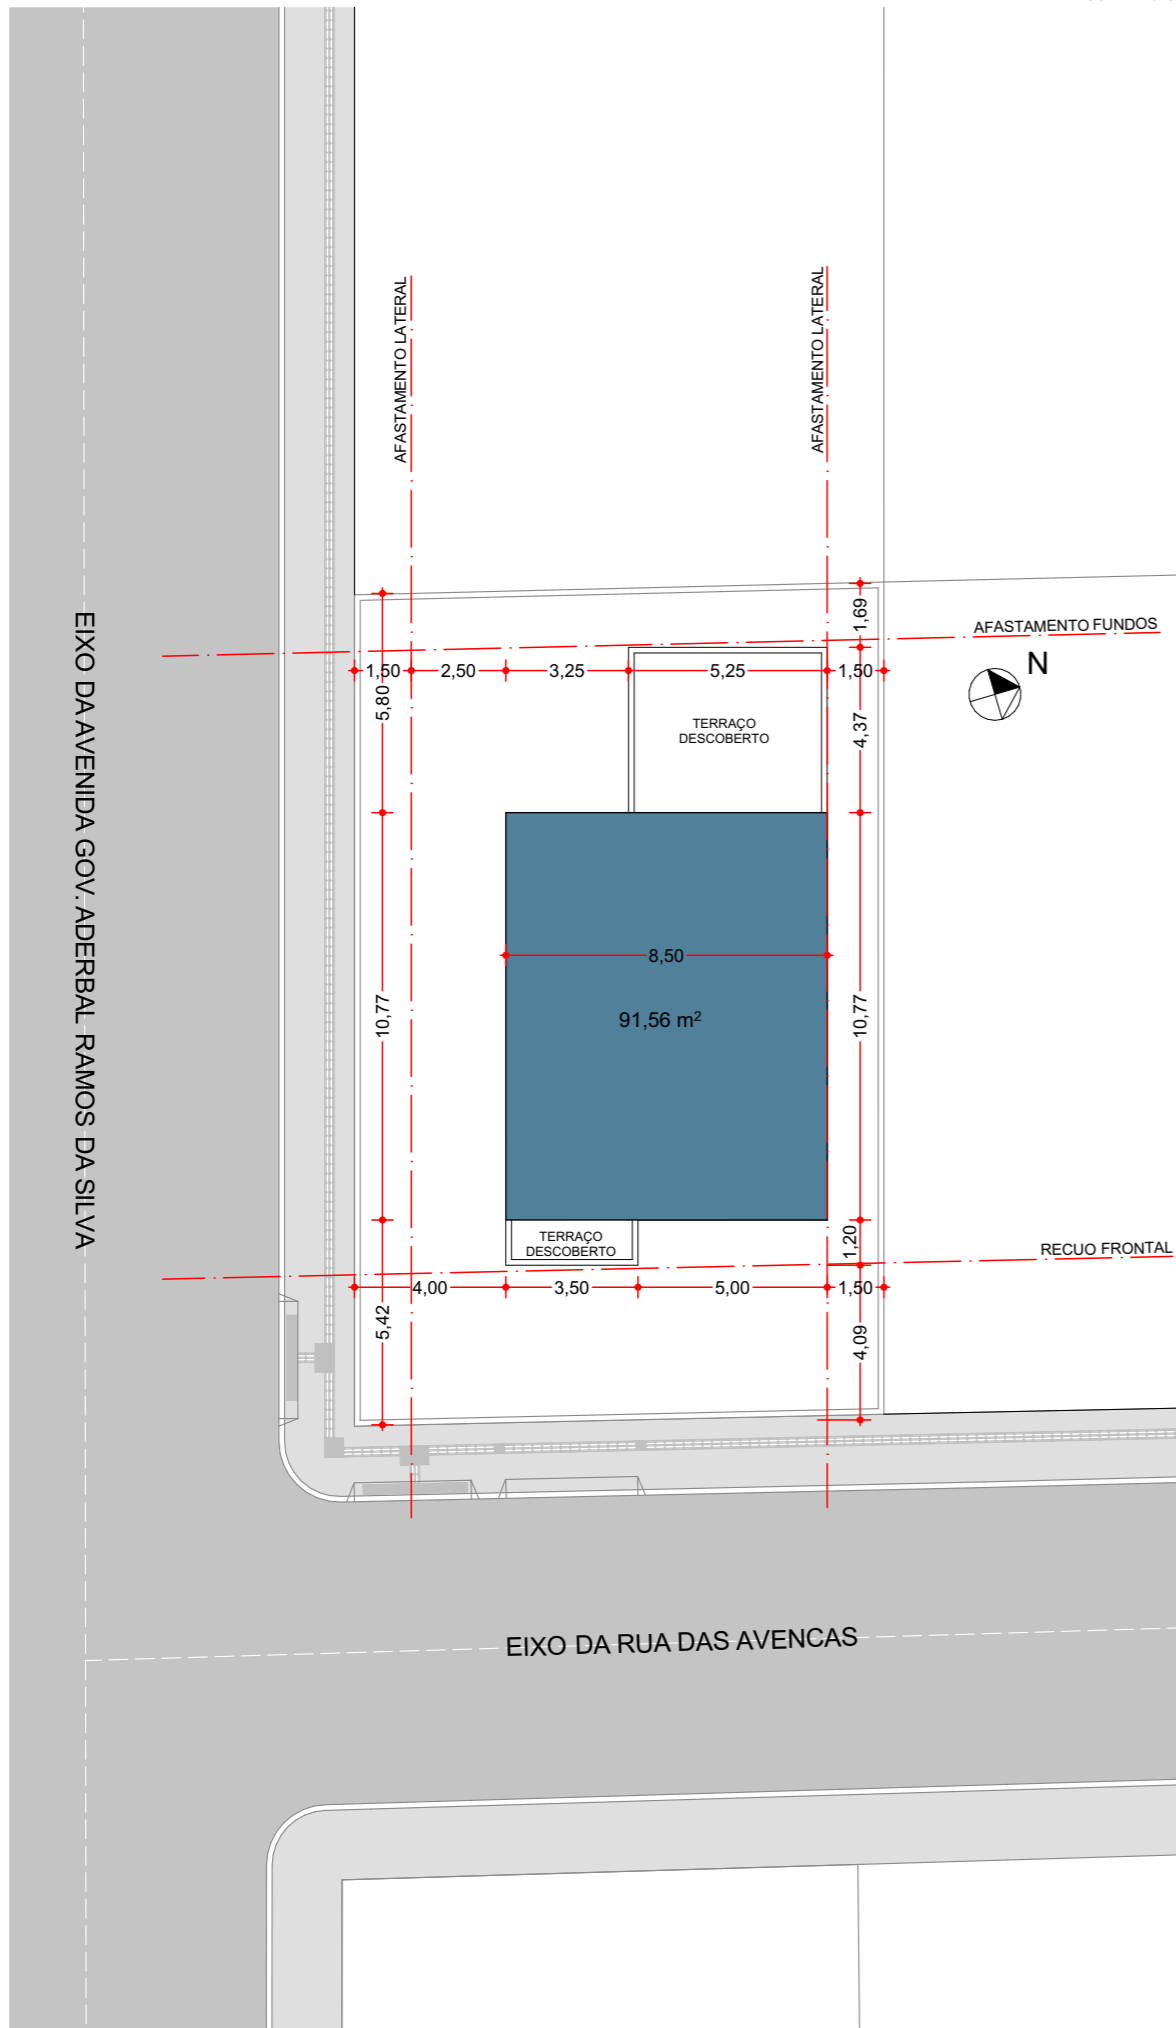 AFASTAMENTO LATERAL
AFASTAMENTO LATERAL
1,69
AFASTAMENTO FUNDOS
N
1,50
2,50
3,25
5,25
1,50
5,80
TERRAÇO
DESCOBERTO
4,37
EIXO DA AVENIDA GOV. ADERBAL RAMOS DA SILVA
8,50
91,56 m²
10,77
10,77
TERRAÇO
DESCOBERTO
1,20
RECUO FRONTAL
4,00
3,50
5,00
1,50
5,42
4,09
EIXO DA RUA DAS AVENCAS